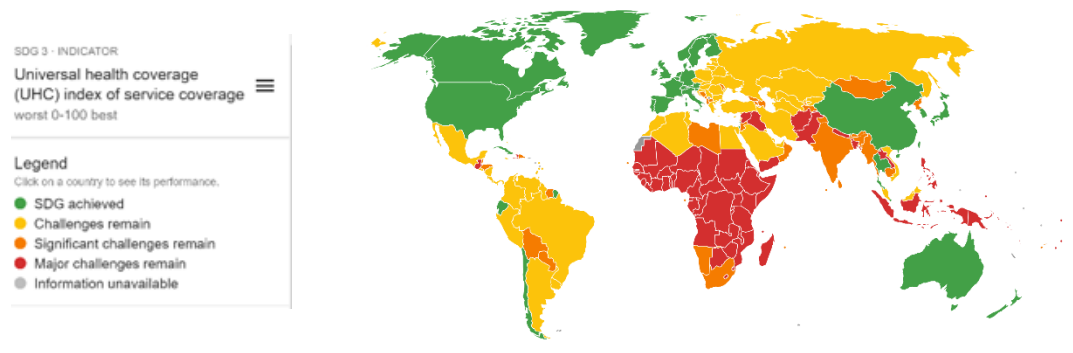 SDG 3 · INDICATOR
Universal health coverage
(UHC) index of service coverage
worst 0-100 best
Legend
Click on a country to see its performance.
SDG achieved
Challenges remain
Significant challenges remain
Major challenges remain
Information unavailable